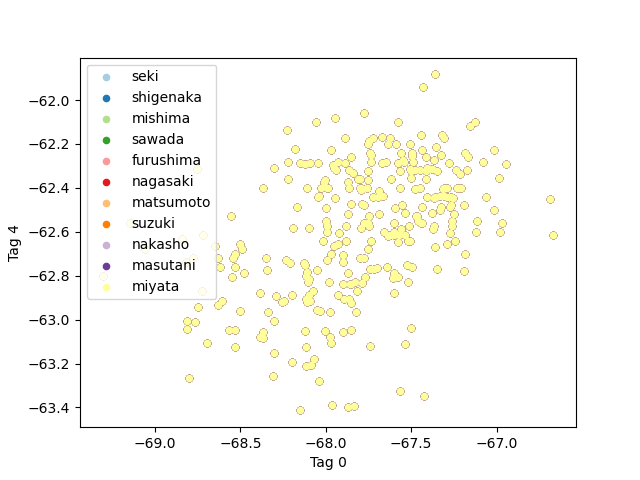 seki
shigenaka
mishima
sawada
furushima
nagasaki
matsumoto
suzuki
nakasho
masutani
miyata
−62.0
−62.2
−62.4
−62.6
−62.8
−63.0
−63.2
−63.4
Tag 4
−69.0 −68.5 −68.0 −67.5 −67.0
Tag 0